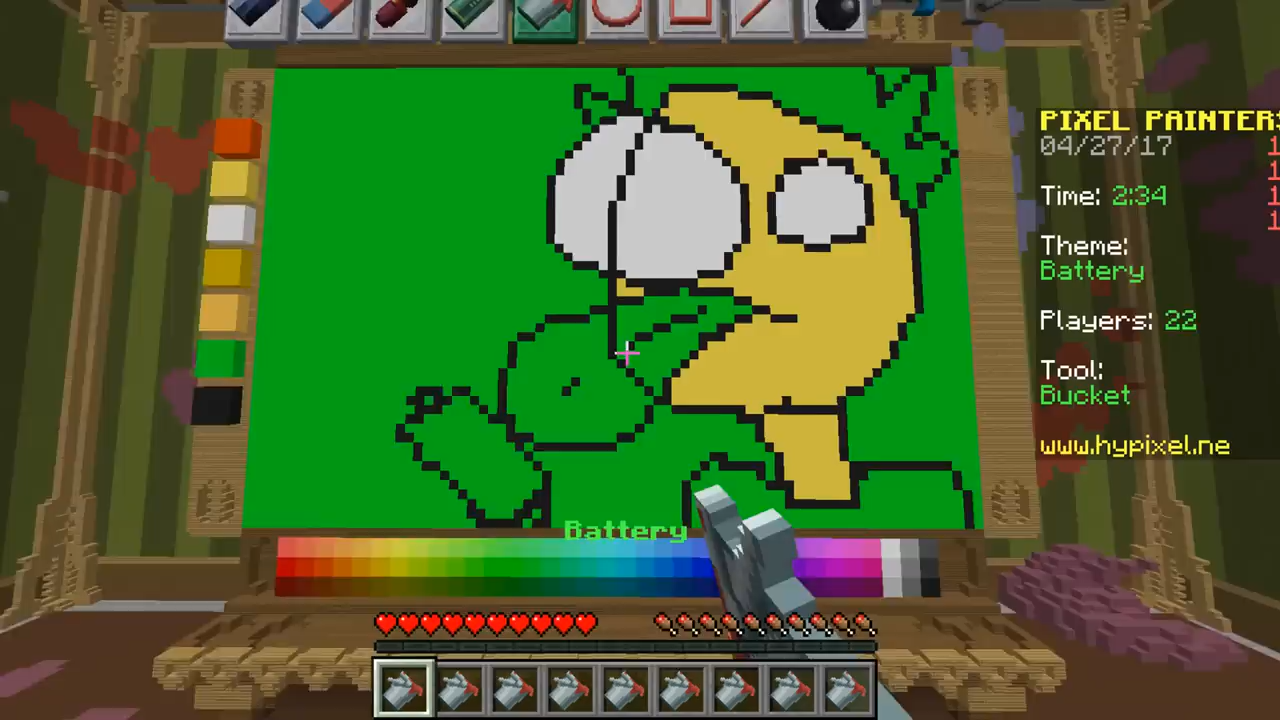 PIXEL PAINTERS
04/27/17
Time: 2:34
Theme:
Battery
Players: 22
Tool:
Bucket
www.hypixel.ne
Battery